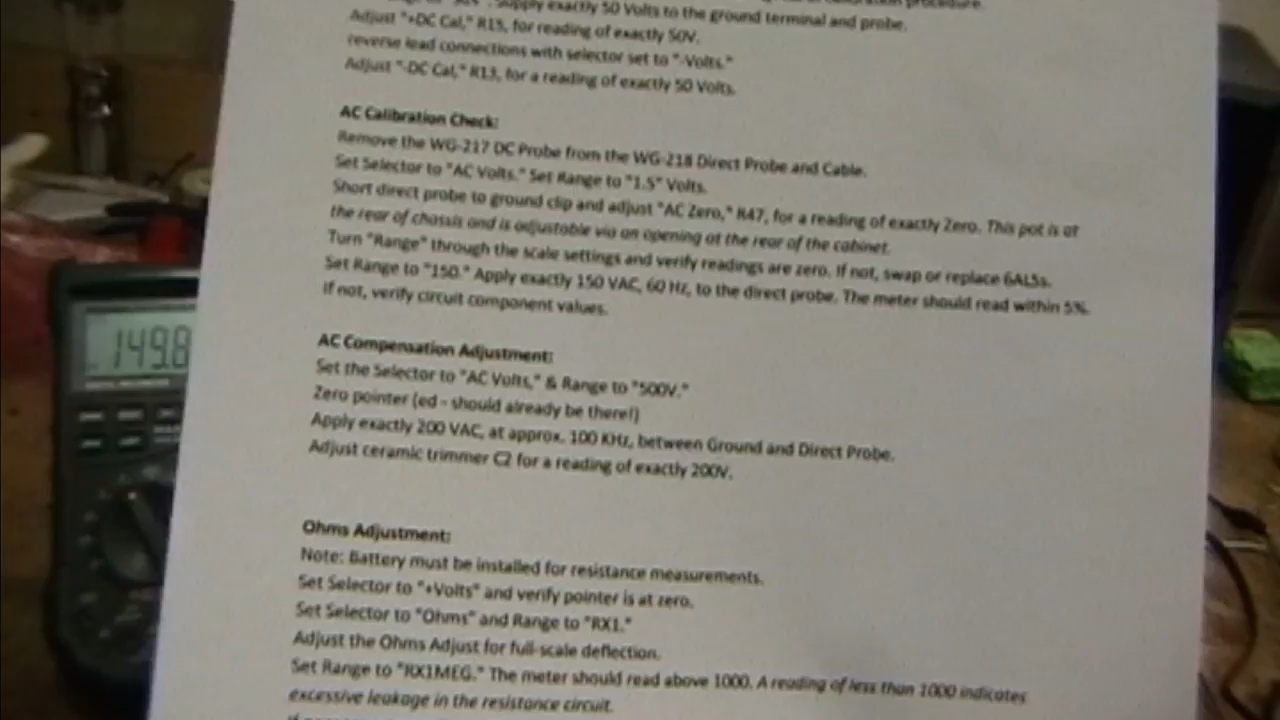 Supply exactly 50 Volts to the ground terminal and probe.
Adjust "+DC Cal," R15, for reading of exactly 50V.
reverse lead connections with selector set to "-Volts."
Adjust "-DC Cal," R13, for a reading of exactly 50 Volts.
AC Calibration Check:
Remove the WG-217 DC Probe from the WG-218 Direct Probe and Cable.
Set Selector to "AC Volts." Set Range to "1.5" Volts.
Short direct probe to ground clip and adjust "AC Zero," R47, for a reading of exactly Zero. This pot is at
the rear of chassis and is adjustable via an opening at the rear of the cabinet.
Turn "Range" through the scale settings and verify readings are zero. If not, swap or replace 6AL5s.
Set Range to "150." Apply exactly 150 VAC, 60 Hz, to the direct probe. The meter should read within 5%.
If not, verify circuit component values.
149.8
AC Compensation Adjustment:
Set the Selector to "AC Volts," & Range to "500V."
Zero pointer (ed - should already be there!)
Apply exactly 200 VAC, at approx. 100 KHz, between Ground and Direct Probe.
Adjust ceramic trimmer C2 for a reading of exactly 200V.
Ohms Adjustment:
Note: Battery must be installed for resistance measurements.
Set Selector to "+Volts" and verify pointer is at zero.
Set Selector to "Ohms" and Range to "RX1."
Adjust the Ohms Adjust for full-scale deflection.
Set Range to "RX1MEG." The meter should read above 1000. A reading of less than 1000 indicates
excessive leakage in the resistance circuit.